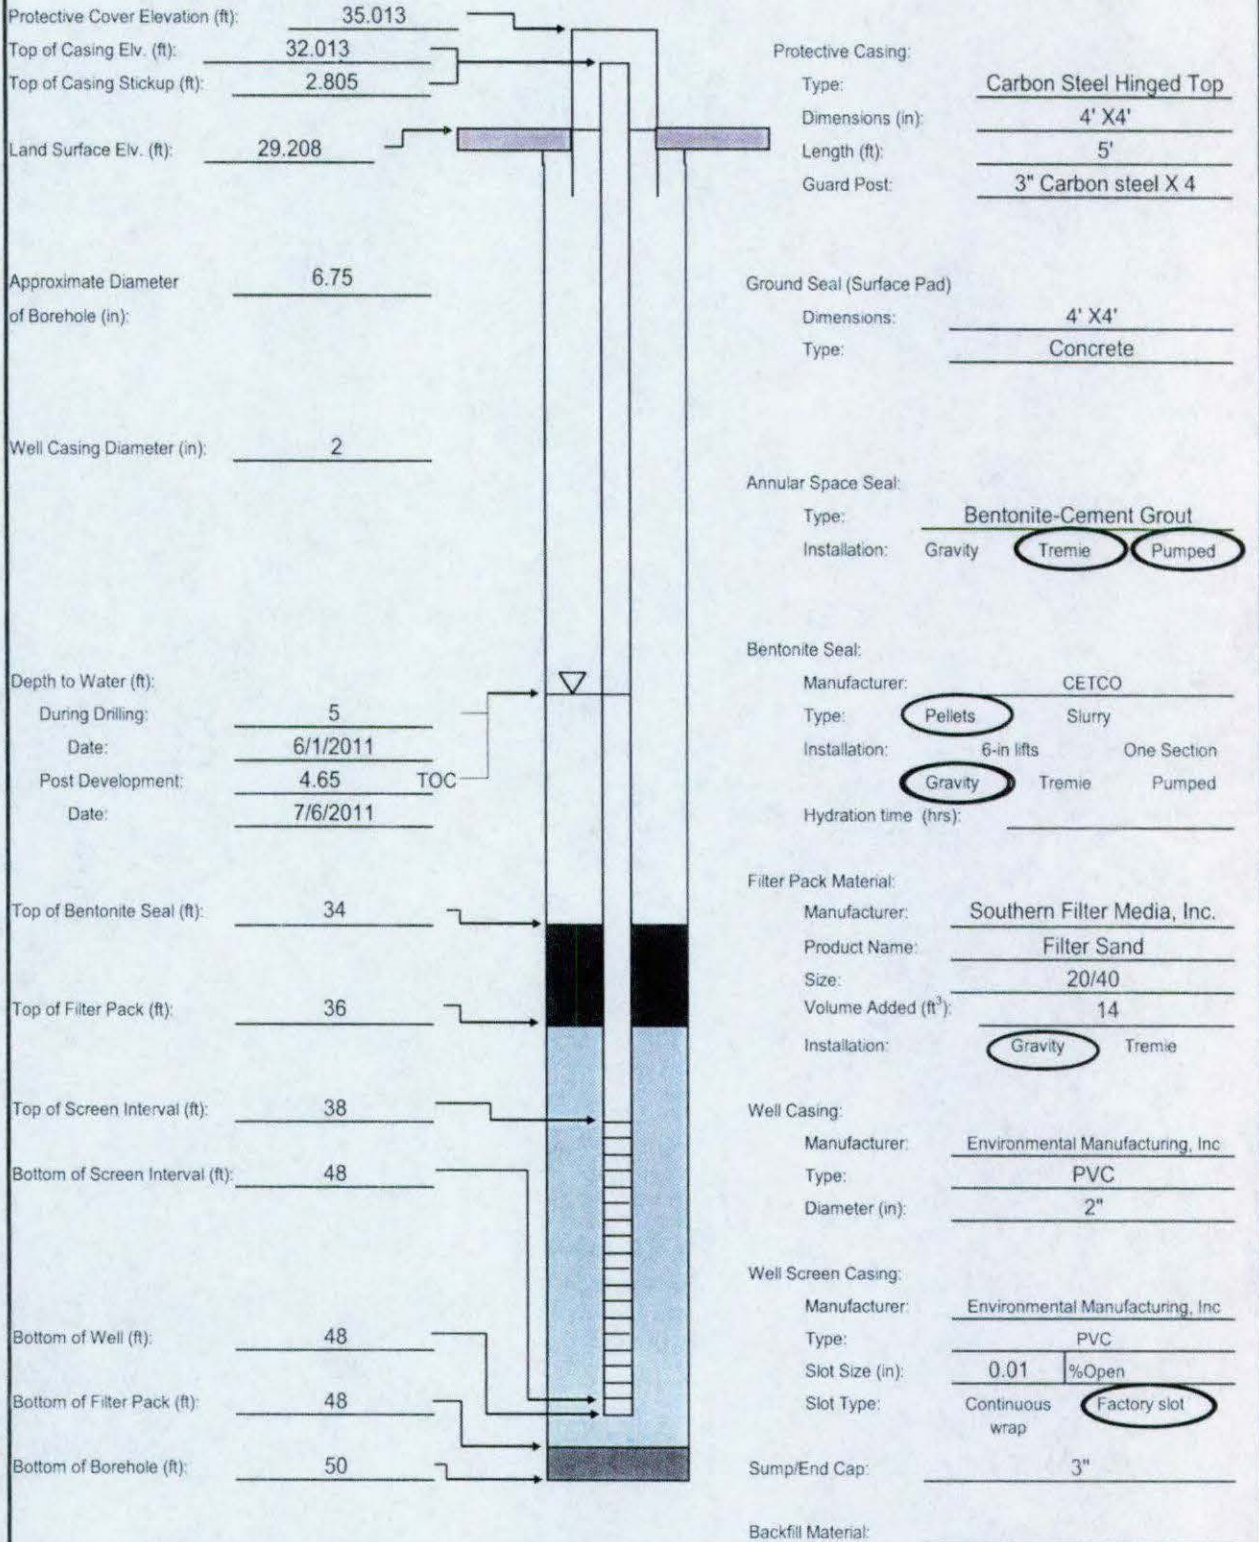 Protective Cover Elevation (ft): 35.013
Top of Casing Elv. (ft): 32.013
Top of Casing Stickup (ft): 2.805
Land Surface Elv. (ft): 29.208
Approximate Diameter 6.75
of Borehole (in):
Well Casing Diameter (in): 2
Depth to Water (ft):
During Drilling: 5
Date: 6/1/2011
Post Development: 4.65 TOC
Date: 7/6/2011
Top of Bentonite Seal (ft): 34
Top of Filter Pack (ft): 36
Top of Screen Interval (ft): 38
Bottom of Screen Interval (ft): 48
Bottom of Well (ft): 48
Bottom of Filter Pack (ft): 48
Bottom of Borehole (ft): 50
Protective Casing:
Type: Carbon Steel Hinged Top
Dimensions (in): 4' X4'
Length (ft): 5'
Guard Post: 3" Carbon steel X 4
Ground Seal (Surface Pad)
Dimensions: 4' X4'
Type: Concrete
Annular Space Seal:
Type: Bentonite-Cement Grout
Installation: Gravity Tremie Pumped
Bentonite Seal:
Manufacturer: CETCO
Type: Pellets Slurry
Installation: 6-in lifts One Section
Gravity Tremie Pumped
Hydration time (hrs):
Filter Pack Material:
Manufacturer: Southern Filter Media, Inc.
Product Name: Filter Sand
Size: 20/40
Volume Added (ft³): 14
Installation: Gravity Tremie
Well Casing:
Manufacturer: Environmental Manufacturing, Inc
Type: PVC
Diameter (in): 2"
Well Screen Casing:
Manufacturer: Environmental Manufacturing, Inc
Type: PVC
Slot Size (in): 0.01 %Open
Slot Type: Continuous Factory slot
wrap
Sump/End Cap: 3"
Backfill Material: